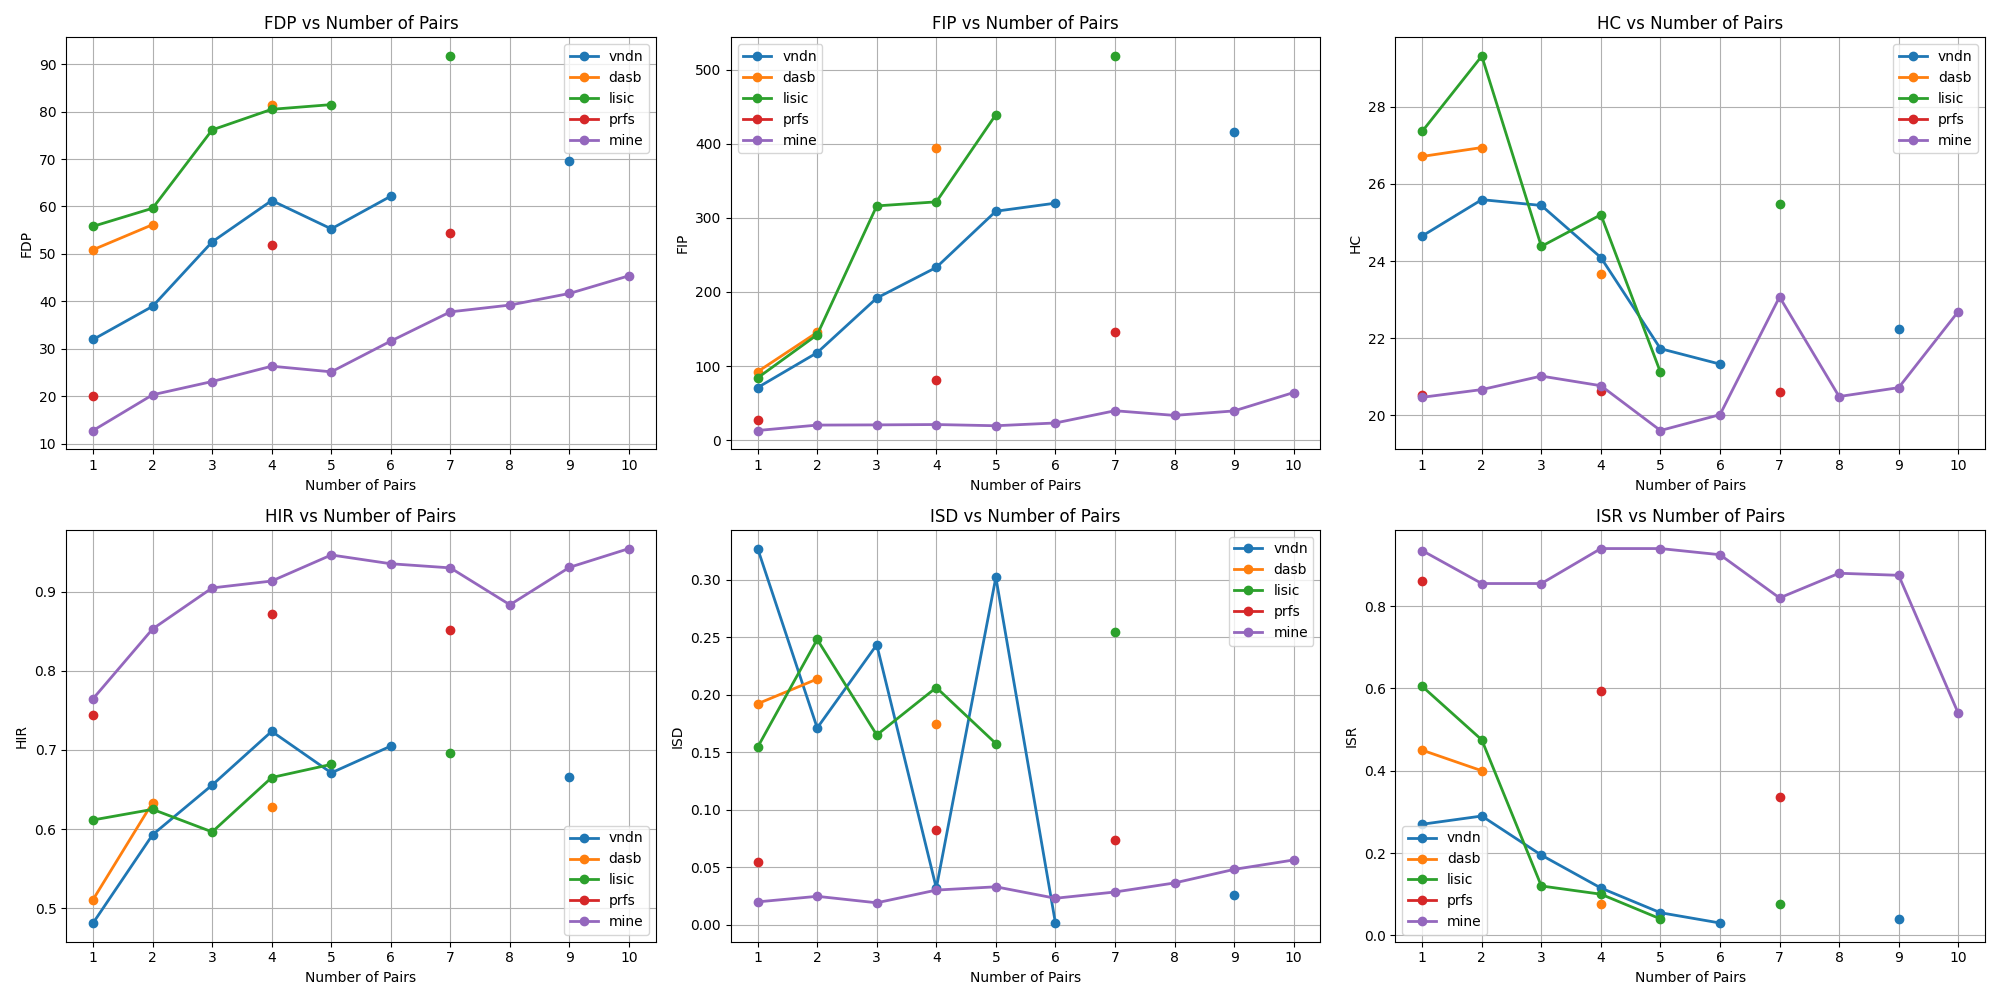 FDP vs Number of Pairs
90
80
70
60
50
40
30
20
10
FDP
1 2 3 4 5 6 7 8 9 10
Number of Pairs
vndn
dasb
lisic
prfs
mine
FIP vs Number of Pairs
500
400
300
200
100
0
FIP
1 2 3 4 5 6 7 8 9 10
Number of Pairs
vndn
dasb
lisic
prfs
mine
HC vs Number of Pairs
28
26
24
22
20
HC
1 2 3 4 5 6 7 8 9 10
Number of Pairs
vndn
dasb
lisic
prfs
mine
HIR vs Number of Pairs
0.9
0.8
0.7
0.6
0.5
HIR
1 2 3 4 5 6 7 8 9 10
Number of Pairs
vndn
dasb
lisic
prfs
mine
ISD vs Number of Pairs
0.30
0.25
0.20
0.15
0.10
0.05
0.00
ISD
1 2 3 4 5 6 7 8 9 10
Number of Pairs
vndn
dasb
lisic
prfs
mine
ISR vs Number of Pairs
0.8
0.6
0.4
0.2
0.0
ISR
1 2 3 4 5 6 7 8 9 10
Number of Pairs
vndn
dasb
lisic
prfs
mine